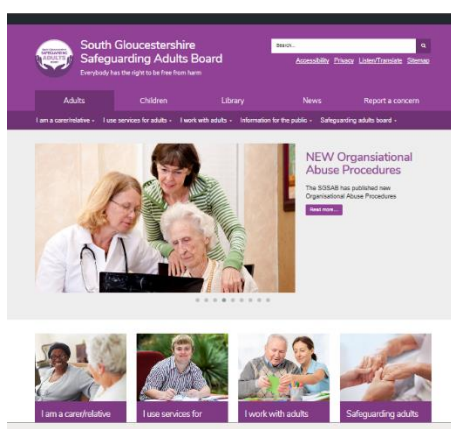 South Gloucestershire
Safeguarding Adults Board
Everybody has the right to be free from harm
Search...
Accessibility Privacy Listen/Translate Sitemap
SAFEGUARDING
ADULTS
Adults Children Library News Report a concern
I am a carer/relative I use services for adults I work with adults Information for the public Safeguarding adults board
NEW Organsiational
Abuse Procedures
The SGSAB has published new
Organisational Abuse Procedures
Read more...
I am a carer/relative I use services for I work with adults Safeguarding adults